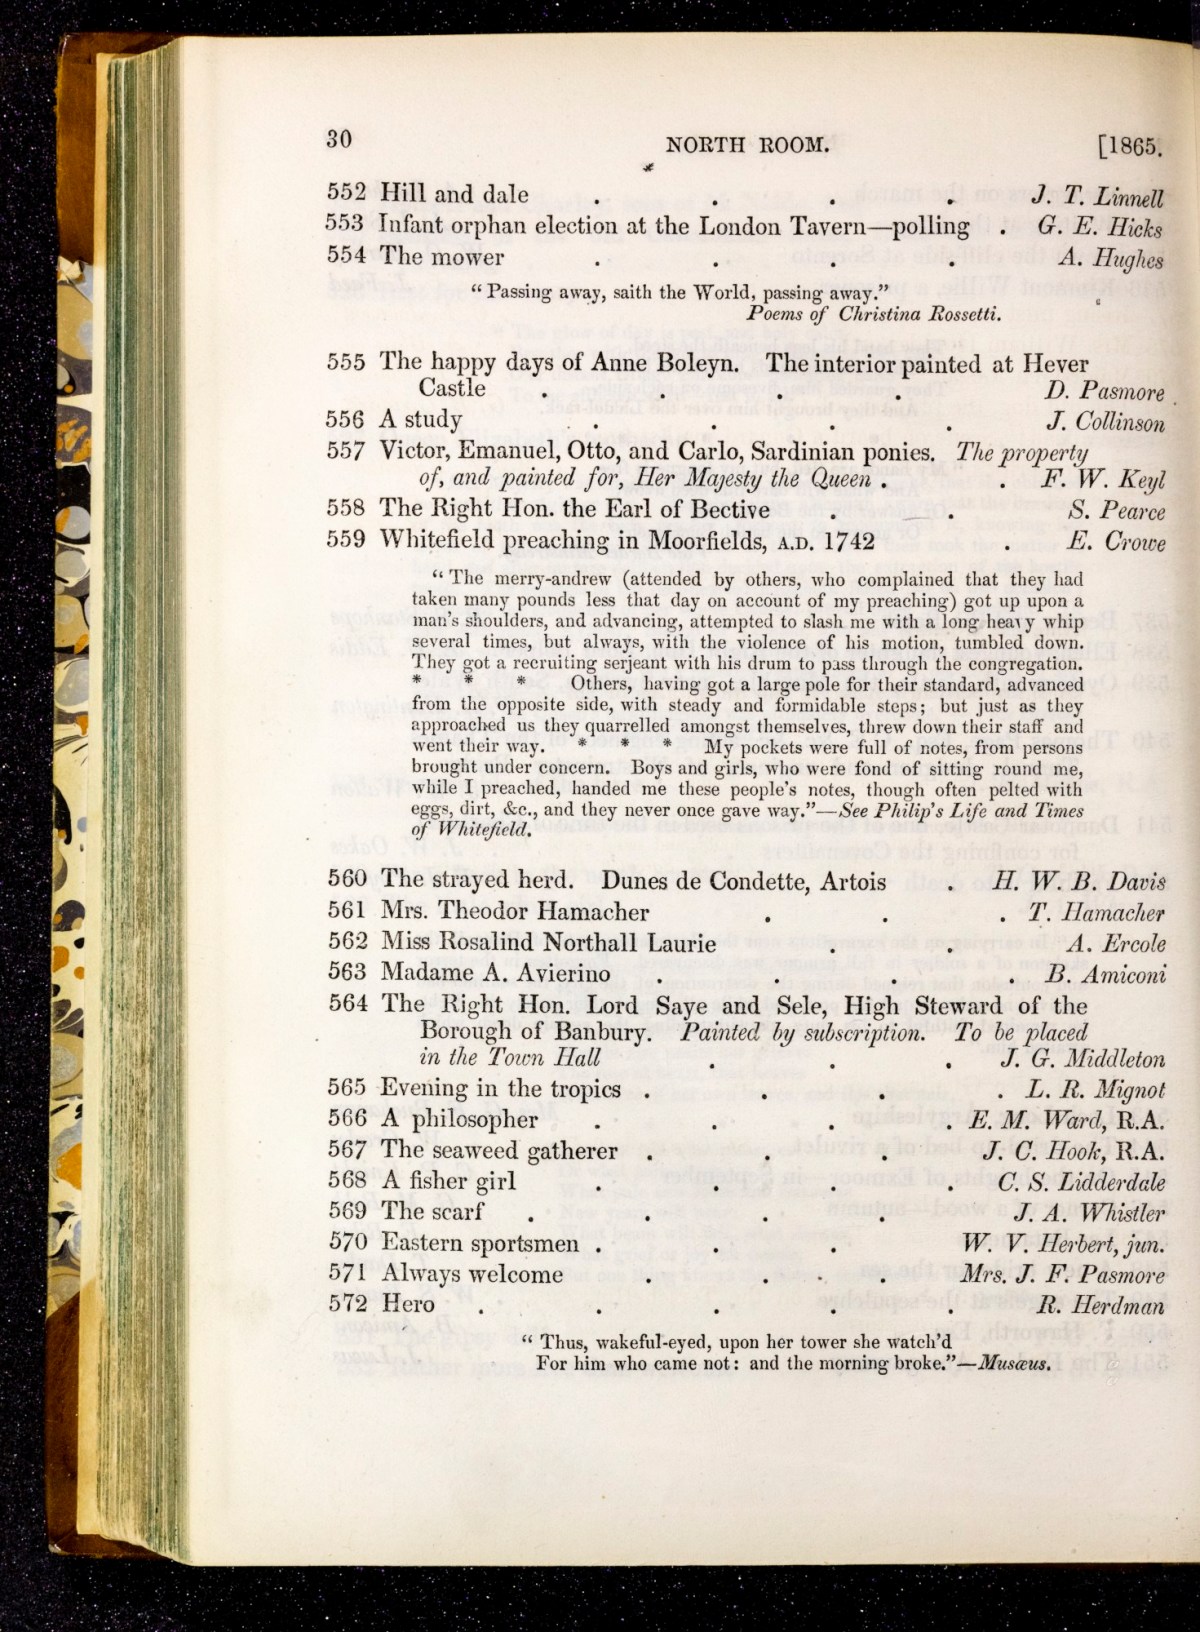 30 NORTH ROOM. [1865.
552 Hill and dale . . . . J. T. Linnell
553 Infant orphan election at the London Tavern—polling . G. E. Hicks
554 The mower . . . . A. Hughes
“ Passing away, saith the World, passing away.”
Poems of Christina Rossetti.
555 The happy days of Anne Boleyn. The interior painted at Hever
Castle . . . . D. Pasmore
556 A study . . . . J. Collinson
557 Victor, Emanuel, Otto, and Carlo, Sardinian ponies. The property
of, and painted for, Her Majesty the Queen . . F. W. Keyl
558 The Right Hon. the Earl of Bective . . S. Pearce
559 Whitefield preaching in Moorfields, A.D. 1742 . E. Crowe
“ The merry-andrew (attended by others, who complained that they had
taken many pounds less that day on account of my preaching) got up upon a
man’s shoulders, and advancing, attempted to slash me with a long heavy whip
several times, but always, with the violence of his motion, tumbled down.
They got a recruiting serjeant with his drum to pass through the congregation.
* * * Others, having got a large pole for their standard, advanced
from the opposite side, with steady and formidable steps; but just as they
approached us they quarrelled amongst themselves, threw down their staff and
went their way. * * * My pockets were full of notes, from persons
brought under concern. Boys and girls, who were fond of sitting round me,
while I preached, handed me these people’s notes, though often pelted with
eggs, dirt, &c., and they never once gave way.”—See Philip’s Life and Times
of Whitefield.
560 The strayed herd. Dunes de Condette, Artois . H. W. B. Davis
561 Mrs. Theodor Hamacher . . . T. Hamacher
562 Miss Rosalind Northall Laurie . . A. Ercole
563 Madame A. Avierino . . . . B. Amiconi
564 The Right Hon. Lord Saye and Sele, High Steward of the
Borough of Banbury. Painted by subscription. To be placed
in the Town Hall . . . J. G. Middleton
565 Evening in the tropics . . . . L. R. Mignot
566 A philosopher . . . . E. M. Ward, R.A.
567 The seaweed gatherer . . . J. C. Hook, R.A.
568 A fisher girl . . . . C. S. Lidderdale
569 The scarf . . . . J. A. Whistler
570 Eastern sportsmen . . . W. V. Herbert, jun.
571 Always welcome . . . Mrs. J. F. Pasmore
572 Hero . . . . . R. Herdman
“ Thus, wakeful-eyed, upon her tower she watch’d
For him who came not: and the morning broke.”—Musæus.